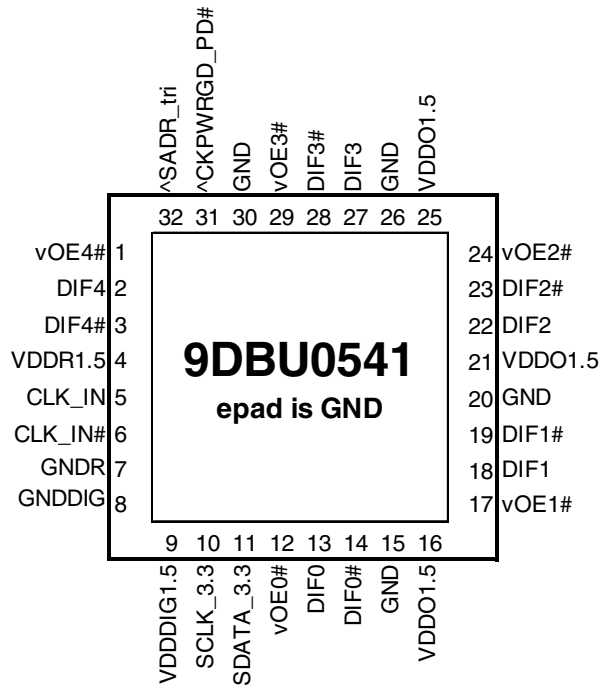 ^SADR_tri
^CKPWRGD_PD#
GND
vOE3#
DIF3#
DIF3
GND
VDDO1.5
32 31 30 29 28 27 26 25
vOE4# 1
DIF4 2
DIF4# 3
VDDR1.5 4
CLK_IN 5
CLK_IN# 6
GNDR 7
GNDDIG 8
9DBU0541
epad is GND
24 vOE2#
23 DIF2#
22 DIF2
21 VDDO1.5
20 GND
19 DIF1#
18 DIF1
17 vOE1#
9 10 11 12 13 14 15 16
VDDDIG1.5
SCLK_3.3
SDATA_3.3
vOE0#
DIF0
DIF0#
GND
VDDO1.5